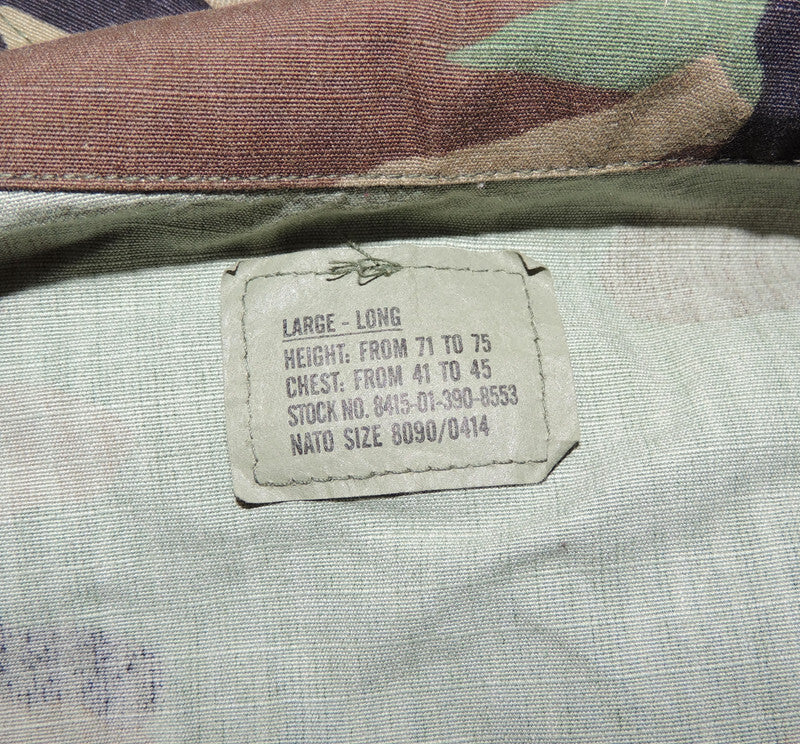 LARGE - LONG
HEIGHT: FROM 71 TO 75
CHEST: FROM 41 TO 45
STOCK NO. 8415-01-390-8553
NATO SIZE 8090/0414